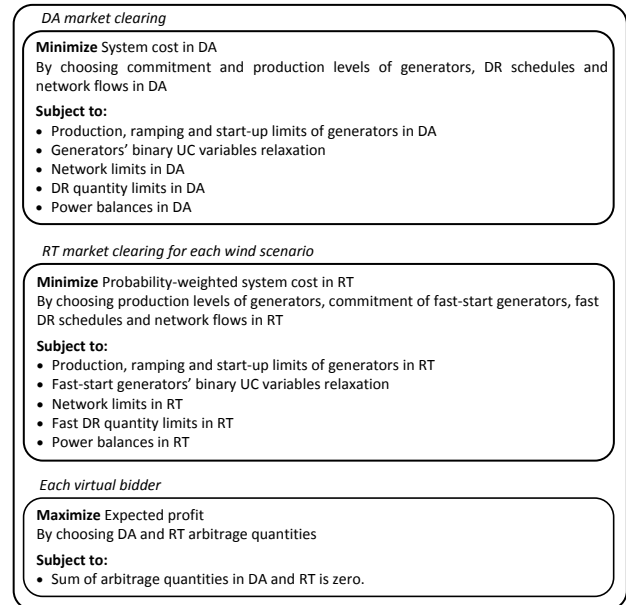 DA market clearing
Minimize System cost in DA
By choosing commitment and production levels of generators, DR schedules and
network flows in DA
Subject to:
• Production, ramping and start-up limits of generators in DA
• Generators’ binary UC variables relaxation
• Network limits in DA
• DR quantity limits in DA
• Power balances in DA
RT market clearing for each wind scenario
Minimize Probability-weighted system cost in RT
By choosing production levels of generators, commitment of fast-start generators, fast
DR schedules and network flows in RT
Subject to:
• Production, ramping and start-up limits of generators in RT
• Fast-start generators’ binary UC variables relaxation
• Network limits in RT
• Fast DR quantity limits in RT
• Power balances in RT
Each virtual bidder
Maximize Expected profit
By choosing DA and RT arbitrage quantities
Subject to:
• Sum of arbitrage quantities in DA and RT is zero.